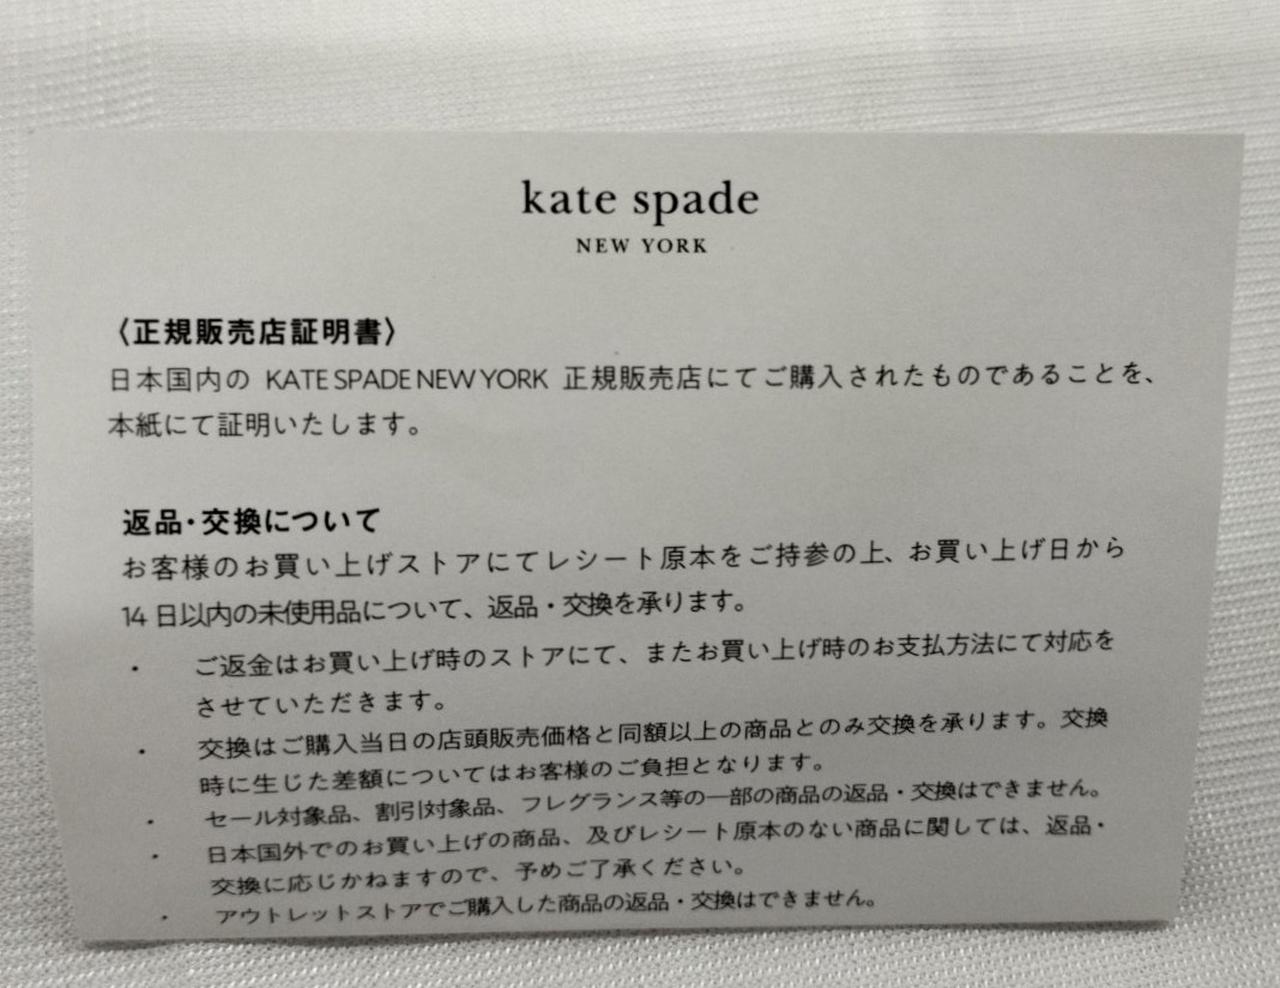 kate spade
NEW YORK
〈正規販売店証明書〉
日本国内の KATE SPADE NEW YORK 正規販売店にてご購入されたものであることを、
本紙にて証明いたします。
返品・交換について
お客様のお買い上げストアにてレシート原本をご持参の上、お買い上げ日から
14 日以内の未使用品について、返品・交換を承ります。
・ ご返金はお買い上げ時のストアにて、またお買い上げ時のお支払方法にて対応を
させていただきます。
・ 交換はご購入当日の店頭販売価格と同額以上の商品とのみ交換を承ります。交換
時に生じた差額についてはお客様のご負担となります。
・ セール対象品、割引対象品、フレグランス等の一部の商品の返品・交換はできません。
・ 日本国外でのお買い上げの商品、及びレシート原本のない商品に関しては、返品・
交換に応じかねますので、予めご了承ください。
・ アウトレットストアでご購入した商品の返品・交換はできません。